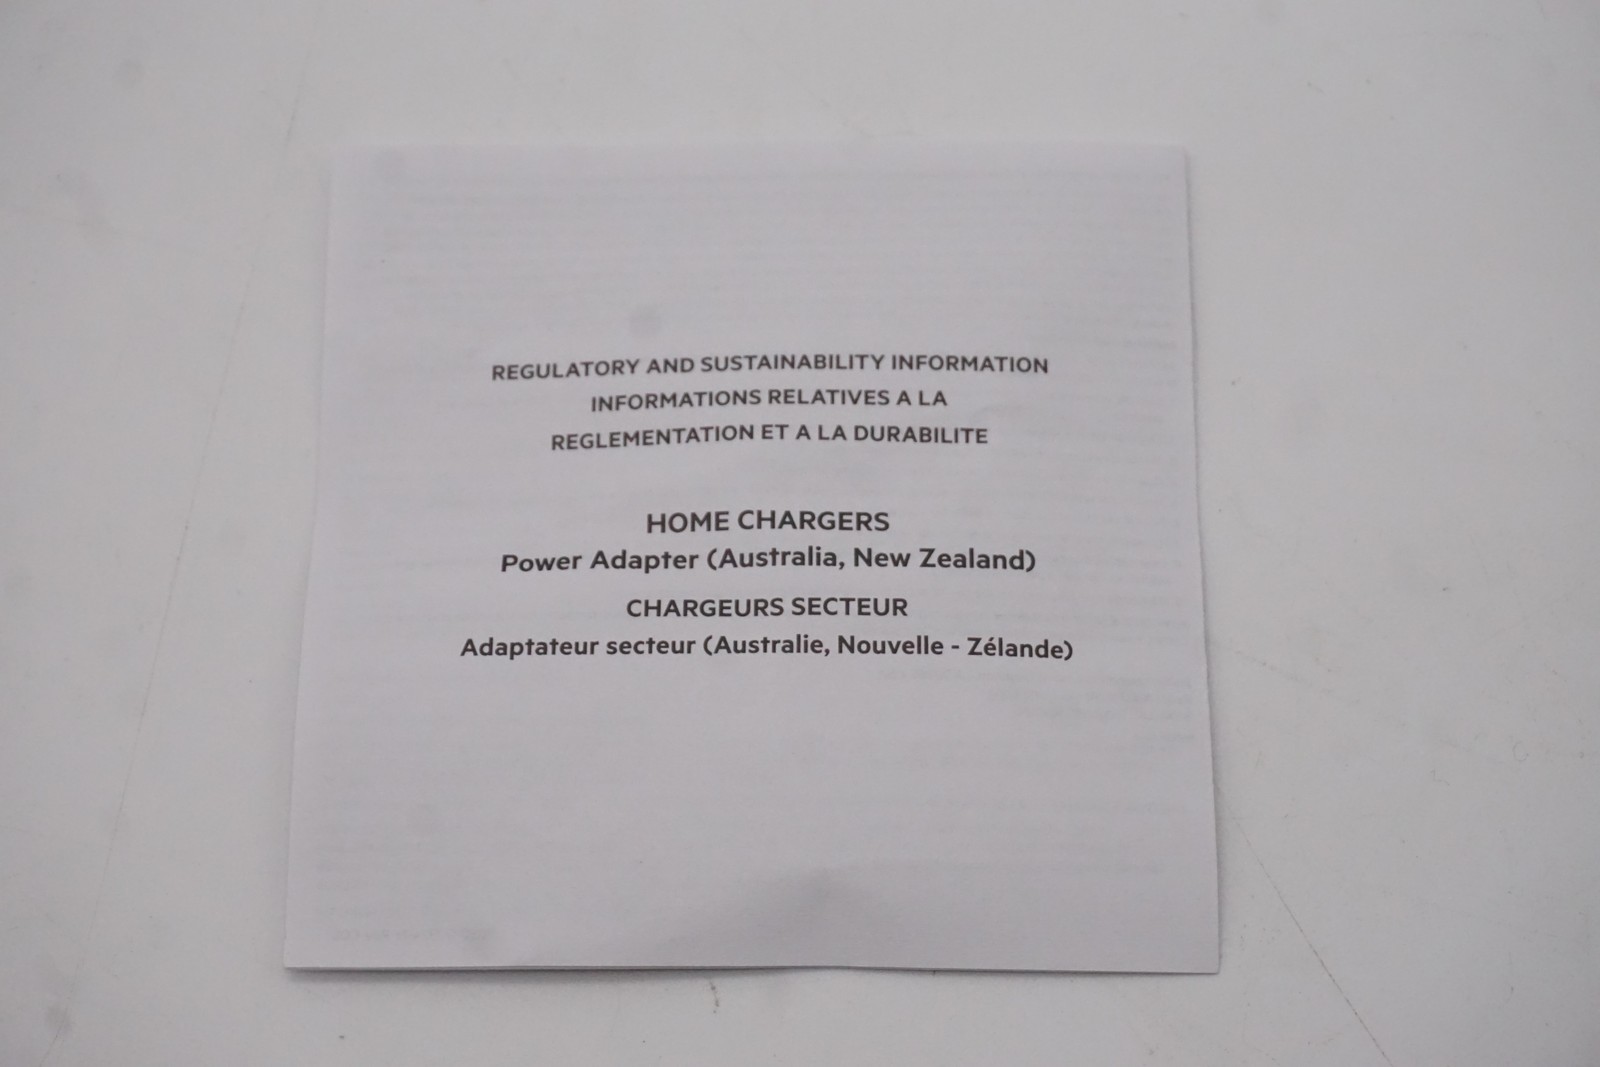 REGULATORY AND SUSTAINABILITY INFORMATION
INFORMATIONS RELATIVES A LA
REGLEMENTATION ET A LA DURABILITE
HOME CHARGERS
Power Adapter (Australia, New Zealand)
CHARGEURS SECTEUR
Adaptateur secteur (Australie, Nouvelle - Zélande)